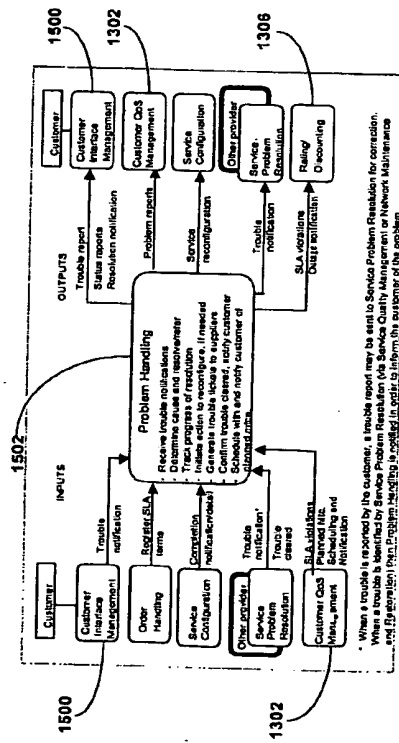 1502
INPUTS
OUTPUTS
Customer
Customer
Interface
Management
1500
Trouble
notification
Order
Handling
Register SLA
terms
Service
Configuration
Completion
notification/detail
Other provider
Service
Problem
Resolution
Trouble
notification*
Trouble
cleared
Customer QoS
Management
1302
SLA violations
Planned Ntc.
Scheduling and
Notification
Problem Handling
- Receive trouble notifications
- Determine cause and resolve/refer
- Track progress of resolution
- Initiate action to reconfigure, if needed
- Generate trouble tickets to suppliers
- Confirm trouble cleared, notify customer
- Schedule with and notify customer of
planned
Trouble report
Status reports
Resolution notification
Customer
Customer
Interface
Management
1500
Problem reports
Customer QoS
Management
1302
Service
reconfiguration
Service
Configuration
Trouble
notification
Other provider
Service.
Problem
Resolution
SLA violations
Outage notification
Rating/
Discounting
1306
* When a trouble is reported by the customer, a trouble report may be sent to Service Problem Resolution for correction.
When a trouble is identified by Service Problem Resolution (via Service Quality Management or Network Maintenance
and Restoration) then Problem Handling is notified in order to inform the customer of the problem